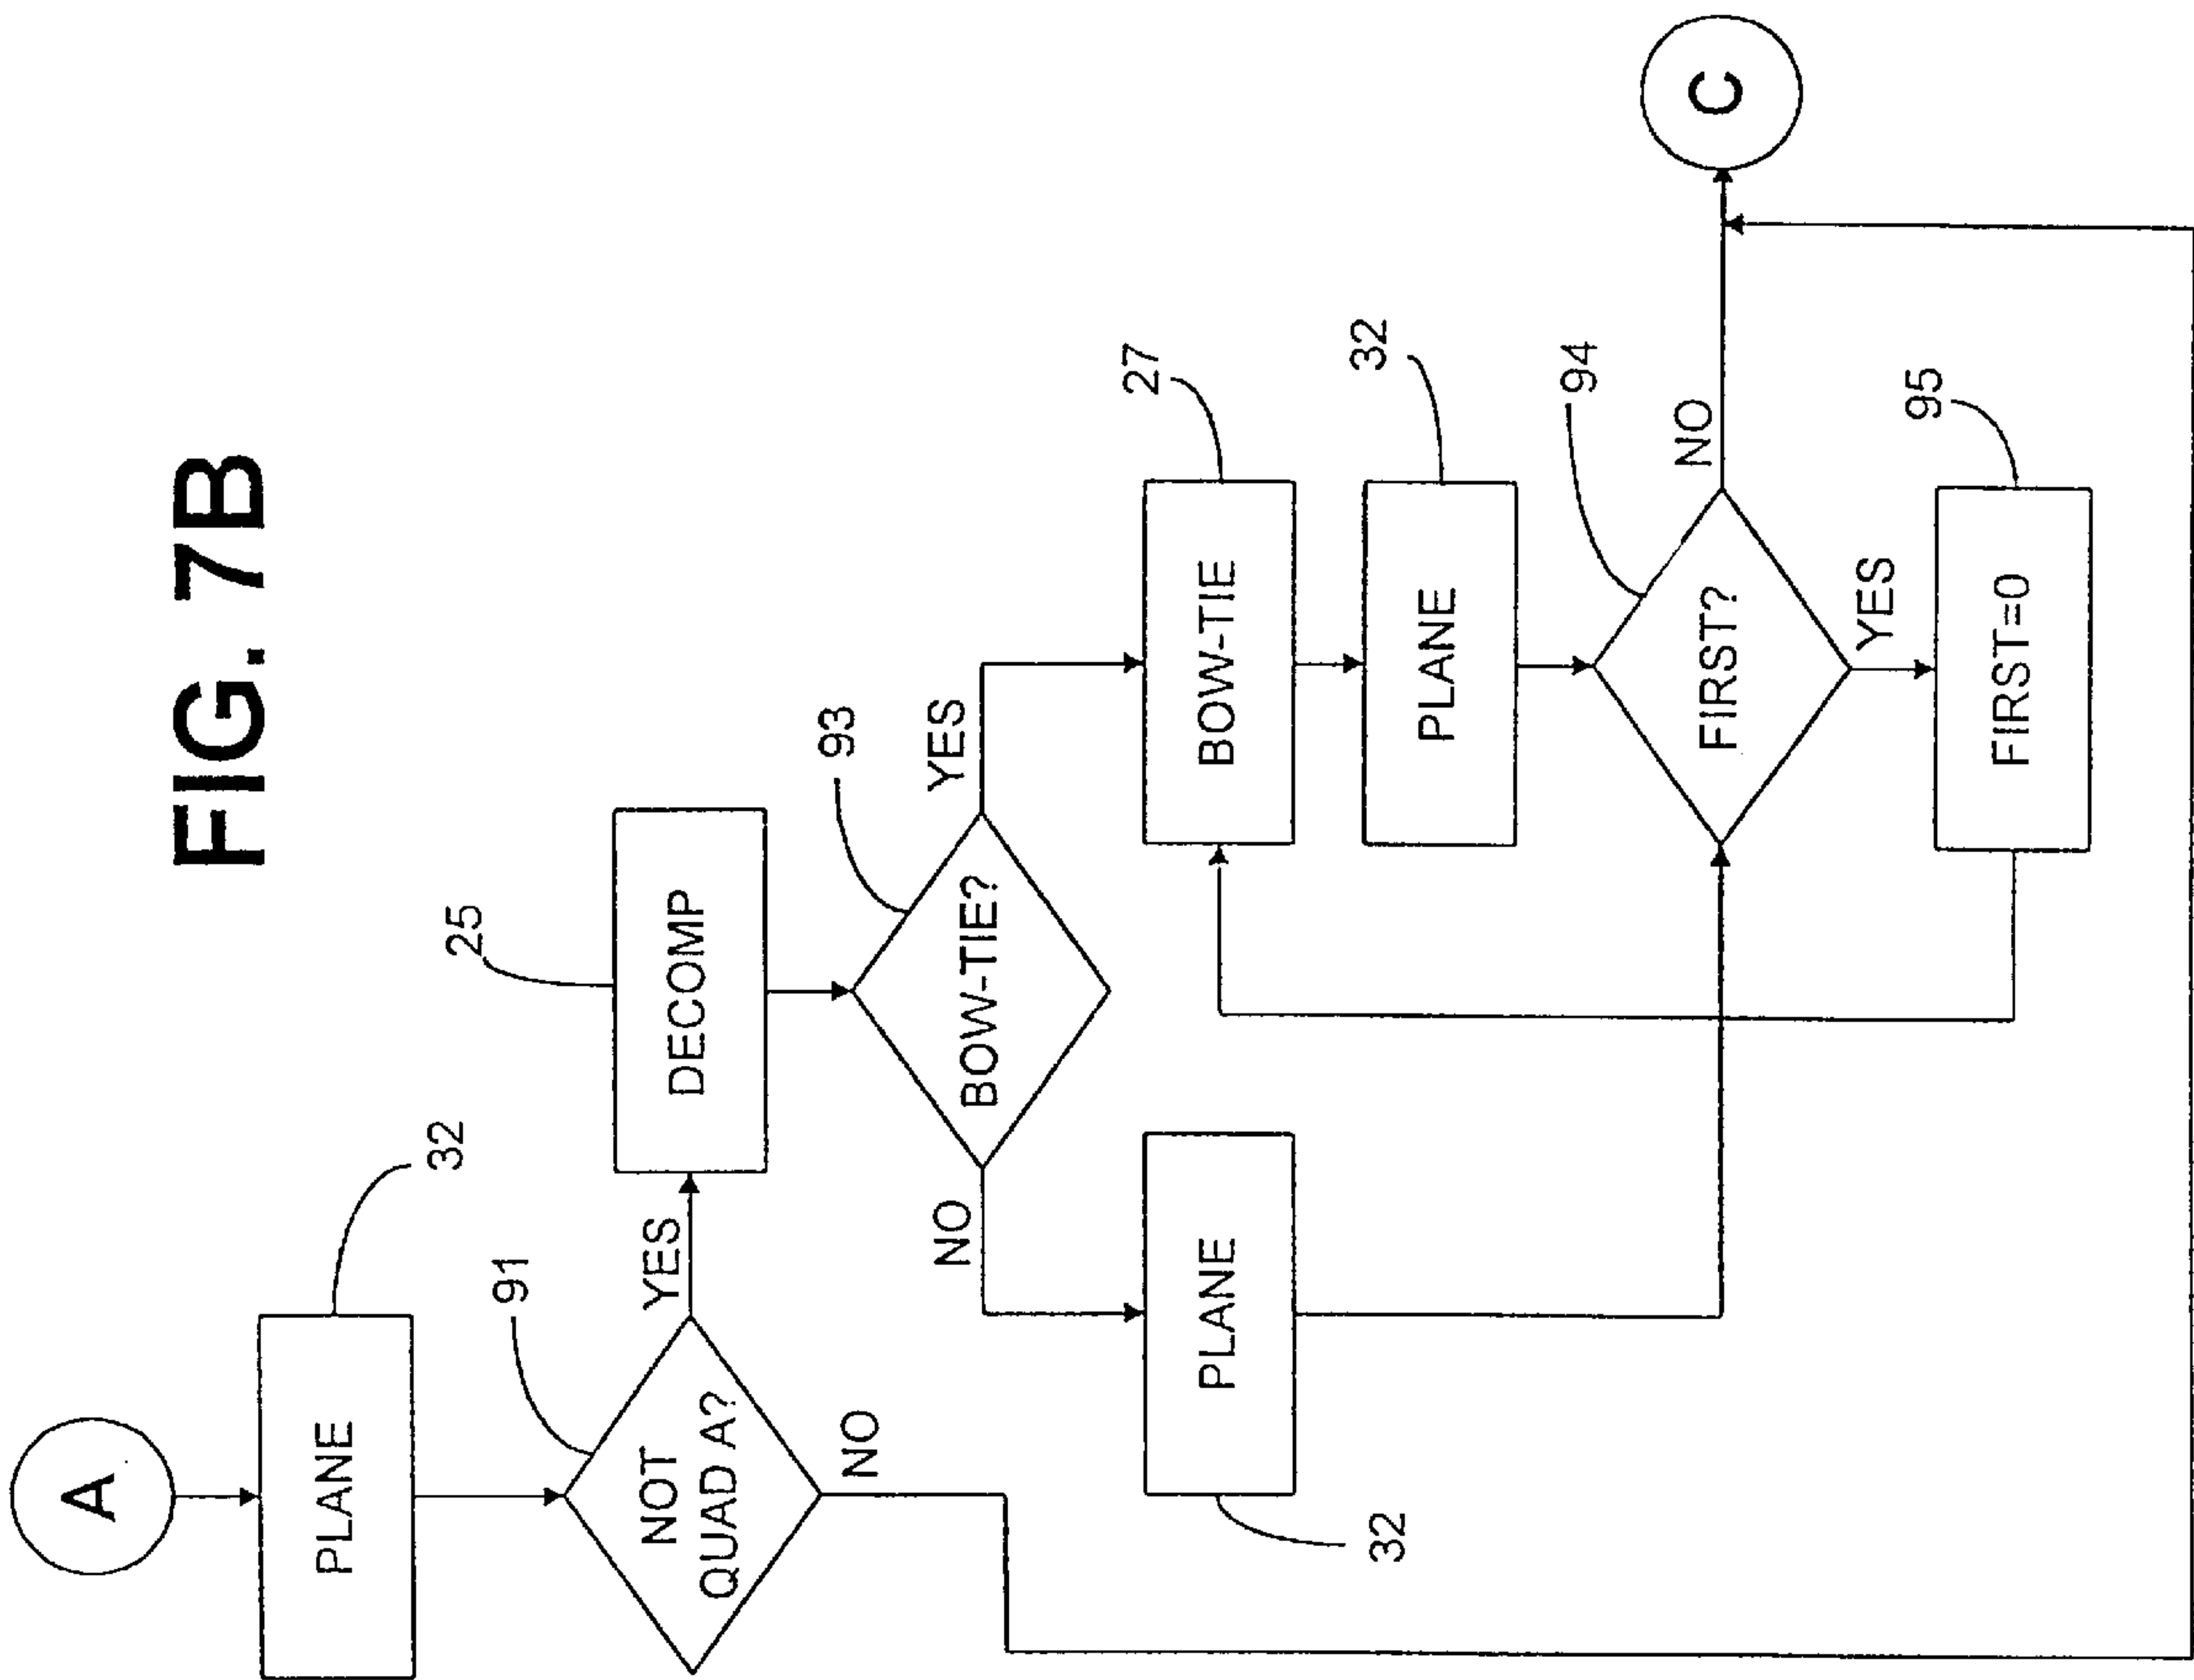 FIG. 7B
A
PLANE
32
NOT
QUAD A?
91
YES
NO
DECOMP
25
BOW-TIE?
93
NO
YES
PLANE
32
BOW-TIE
27
PLANE
32
FIRST?
94
NO
YES
FIRST=0
95
C